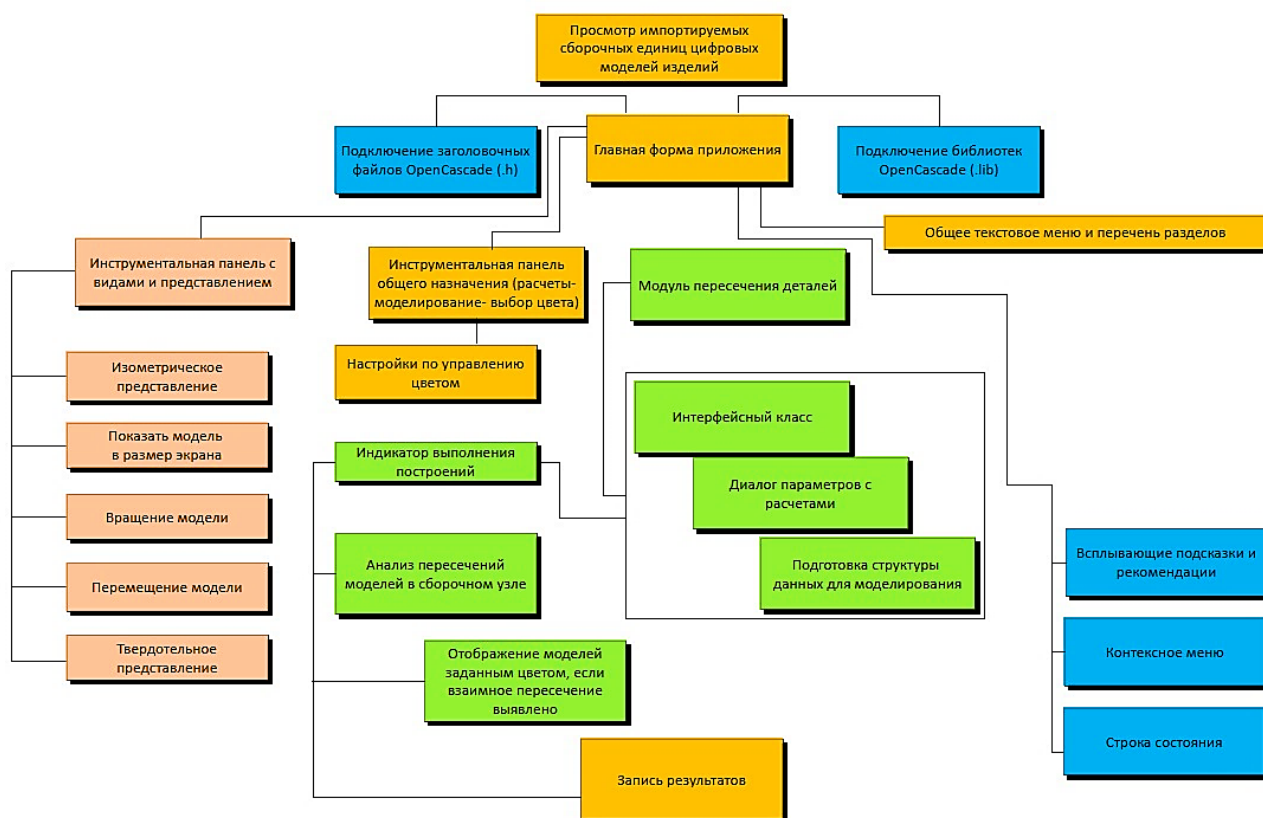 Просмотр импортируемых
сборочных единиц цифровых
моделей изделий
Подключение заголовочных
файлов OpenCascade (.h)
Главная форма приложения
Подключение библиотек
OpenCascade (.lib)
Общее текстовое меню и перечень разделов
Инструментальная панель с
видами и представлением
Инструментальная панель
общего назначения (расчеты-
моделирование- выбор цвета)
Модуль пересечения деталей
Настройки по управлению
цветом
Изометрическое
представление
Показать модель
в размер экрана
Вращение модели
Перемещение модели
Твердотельное
представление
Индикатор выполнения
построений
Анализ пересечений
моделей в сборочном узле
Отображение моделей
заданным цветом, если
взаимное пересечение
выявлено
Запись результатов
Интерфейсный класс
Диалог параметров с
расчетами
Подготовка структуры
данных для моделирования
Всплывающие подсказки и
рекомендации
Контексное меню
Строка состояния